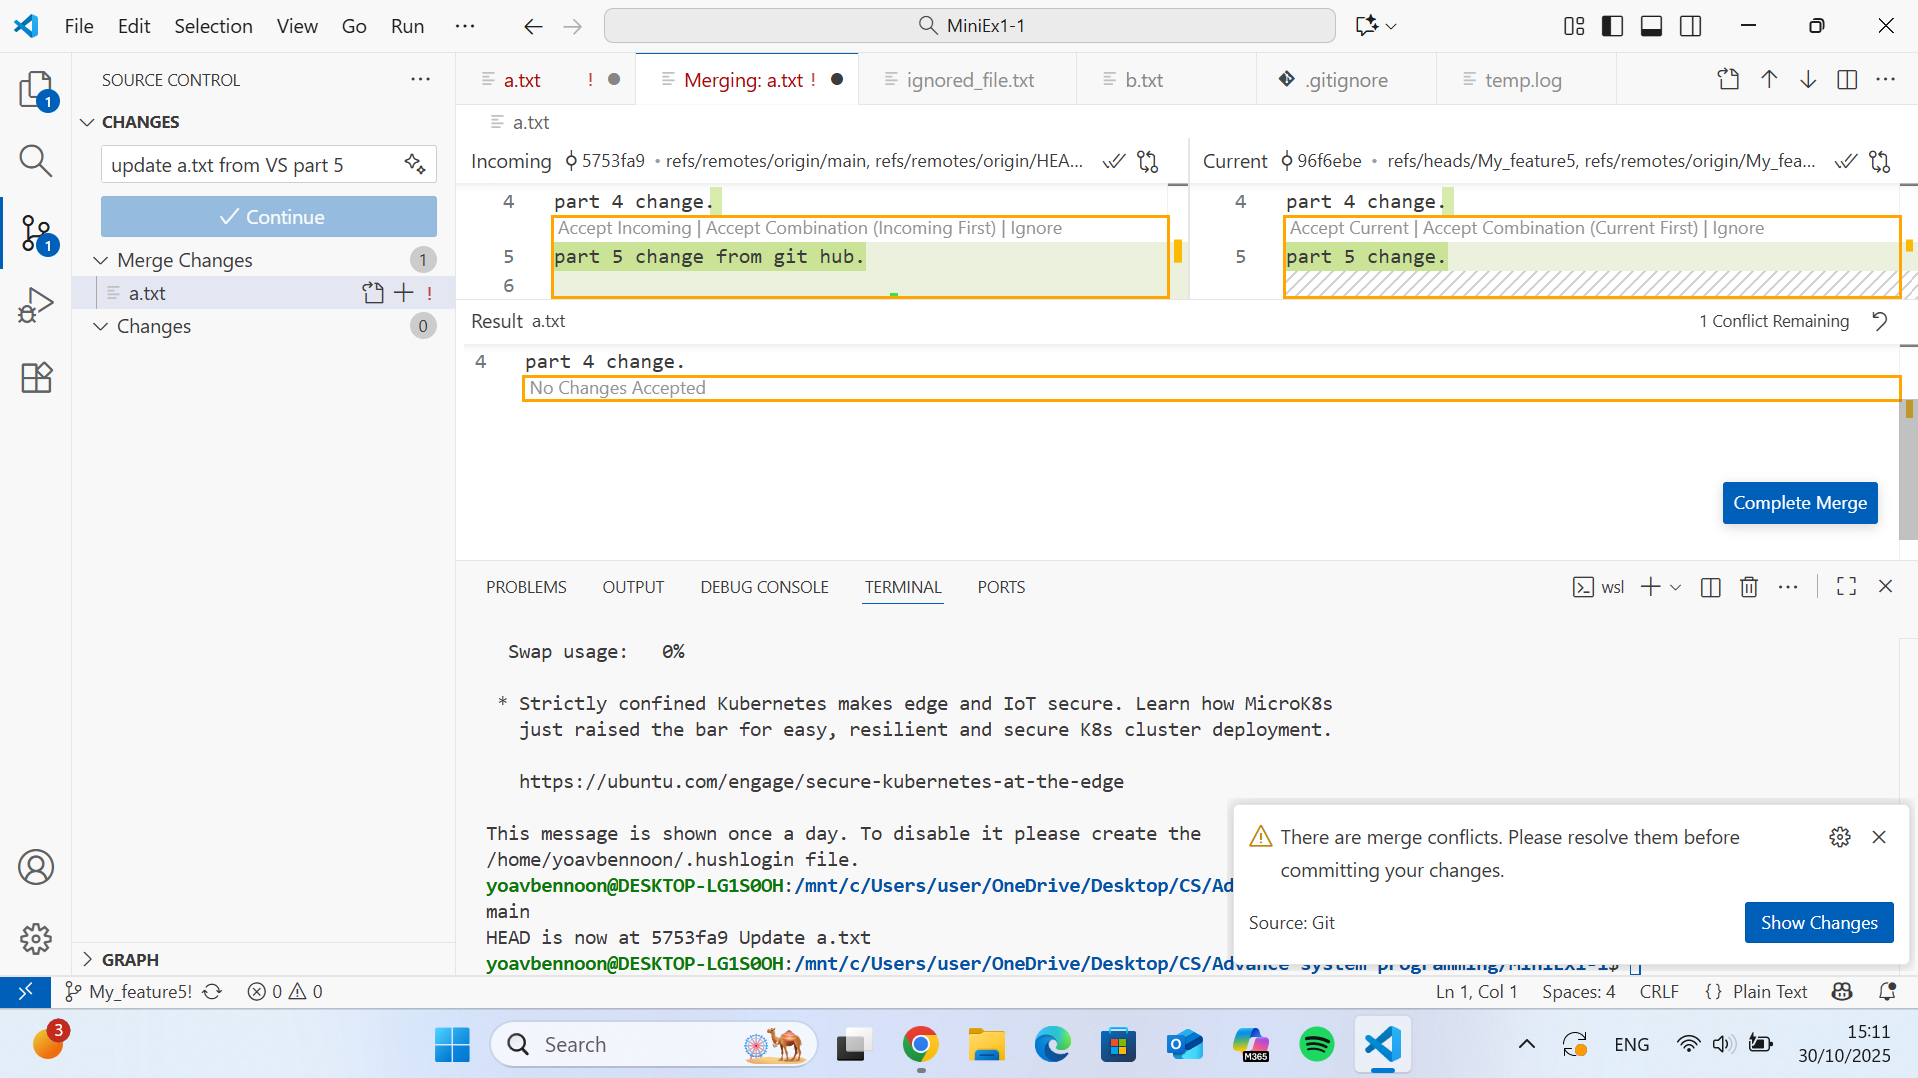 File Edit Selection View Go Run ··· MiniEx1-1
SOURCE CONTROL ···
CHANGES
update a.txt from VS part 5
Continue
Merge Changes 1
a.txt !
Changes 0
GRAPH
1
1
a.txt ! Merging: a.txt ! ignored_file.txt b.txt .gitignore temp.log ···
a.txt
Incoming 5753fa9 • refs/remotes/origin/main, refs/remotes/origin/HEA...
4 part 4 change.
Accept Incoming | Accept Combination (Incoming First) | Ignore
5 part 5 change from git hub.
6
Current 96f6ebe • refs/heads/My_feature5, refs/remotes/origin/My_fea...
4 part 4 change.
Accept Current | Accept Combination (Current First) | Ignore
5 part 5 change.
Result a.txt 1 Conflict Remaining
4 part 4 change.
No Changes Accepted
Complete Merge
PROBLEMS OUTPUT DEBUG CONSOLE TERMINAL PORTS wsl ···
Swap usage: 0%
* Strictly confined Kubernetes makes edge and IoT secure. Learn how MicroK8s
just raised the bar for easy, resilient and secure K8s cluster deployment.
https://ubuntu.com/engage/secure-kubernetes-at-the-edge
This message is shown once a day. To disable it please create the
/home/yoavbennoon/.hushlogin file.
yoavbennoon@DESKTOP-LG1S0OH:/mnt/c/Users/user/OneDrive/Desktop/CS/Ad
main
HEAD is now at 5753fa9 Update a.txt
yoavbennoon@DESKTOP-LG1S0OH:/mnt/c/Users/user/OneDrive/Desktop/CS/Advance system programming/MiniEx1-1$
There are merge conflicts. Please resolve them before
committing your changes.
Source: Git
Show Changes
My_feature5! 0 0 Ln 1, Col 1 Spaces: 4 CRLF {} Plain Text
3
Search
M365
ENG
15:11
30/10/2025